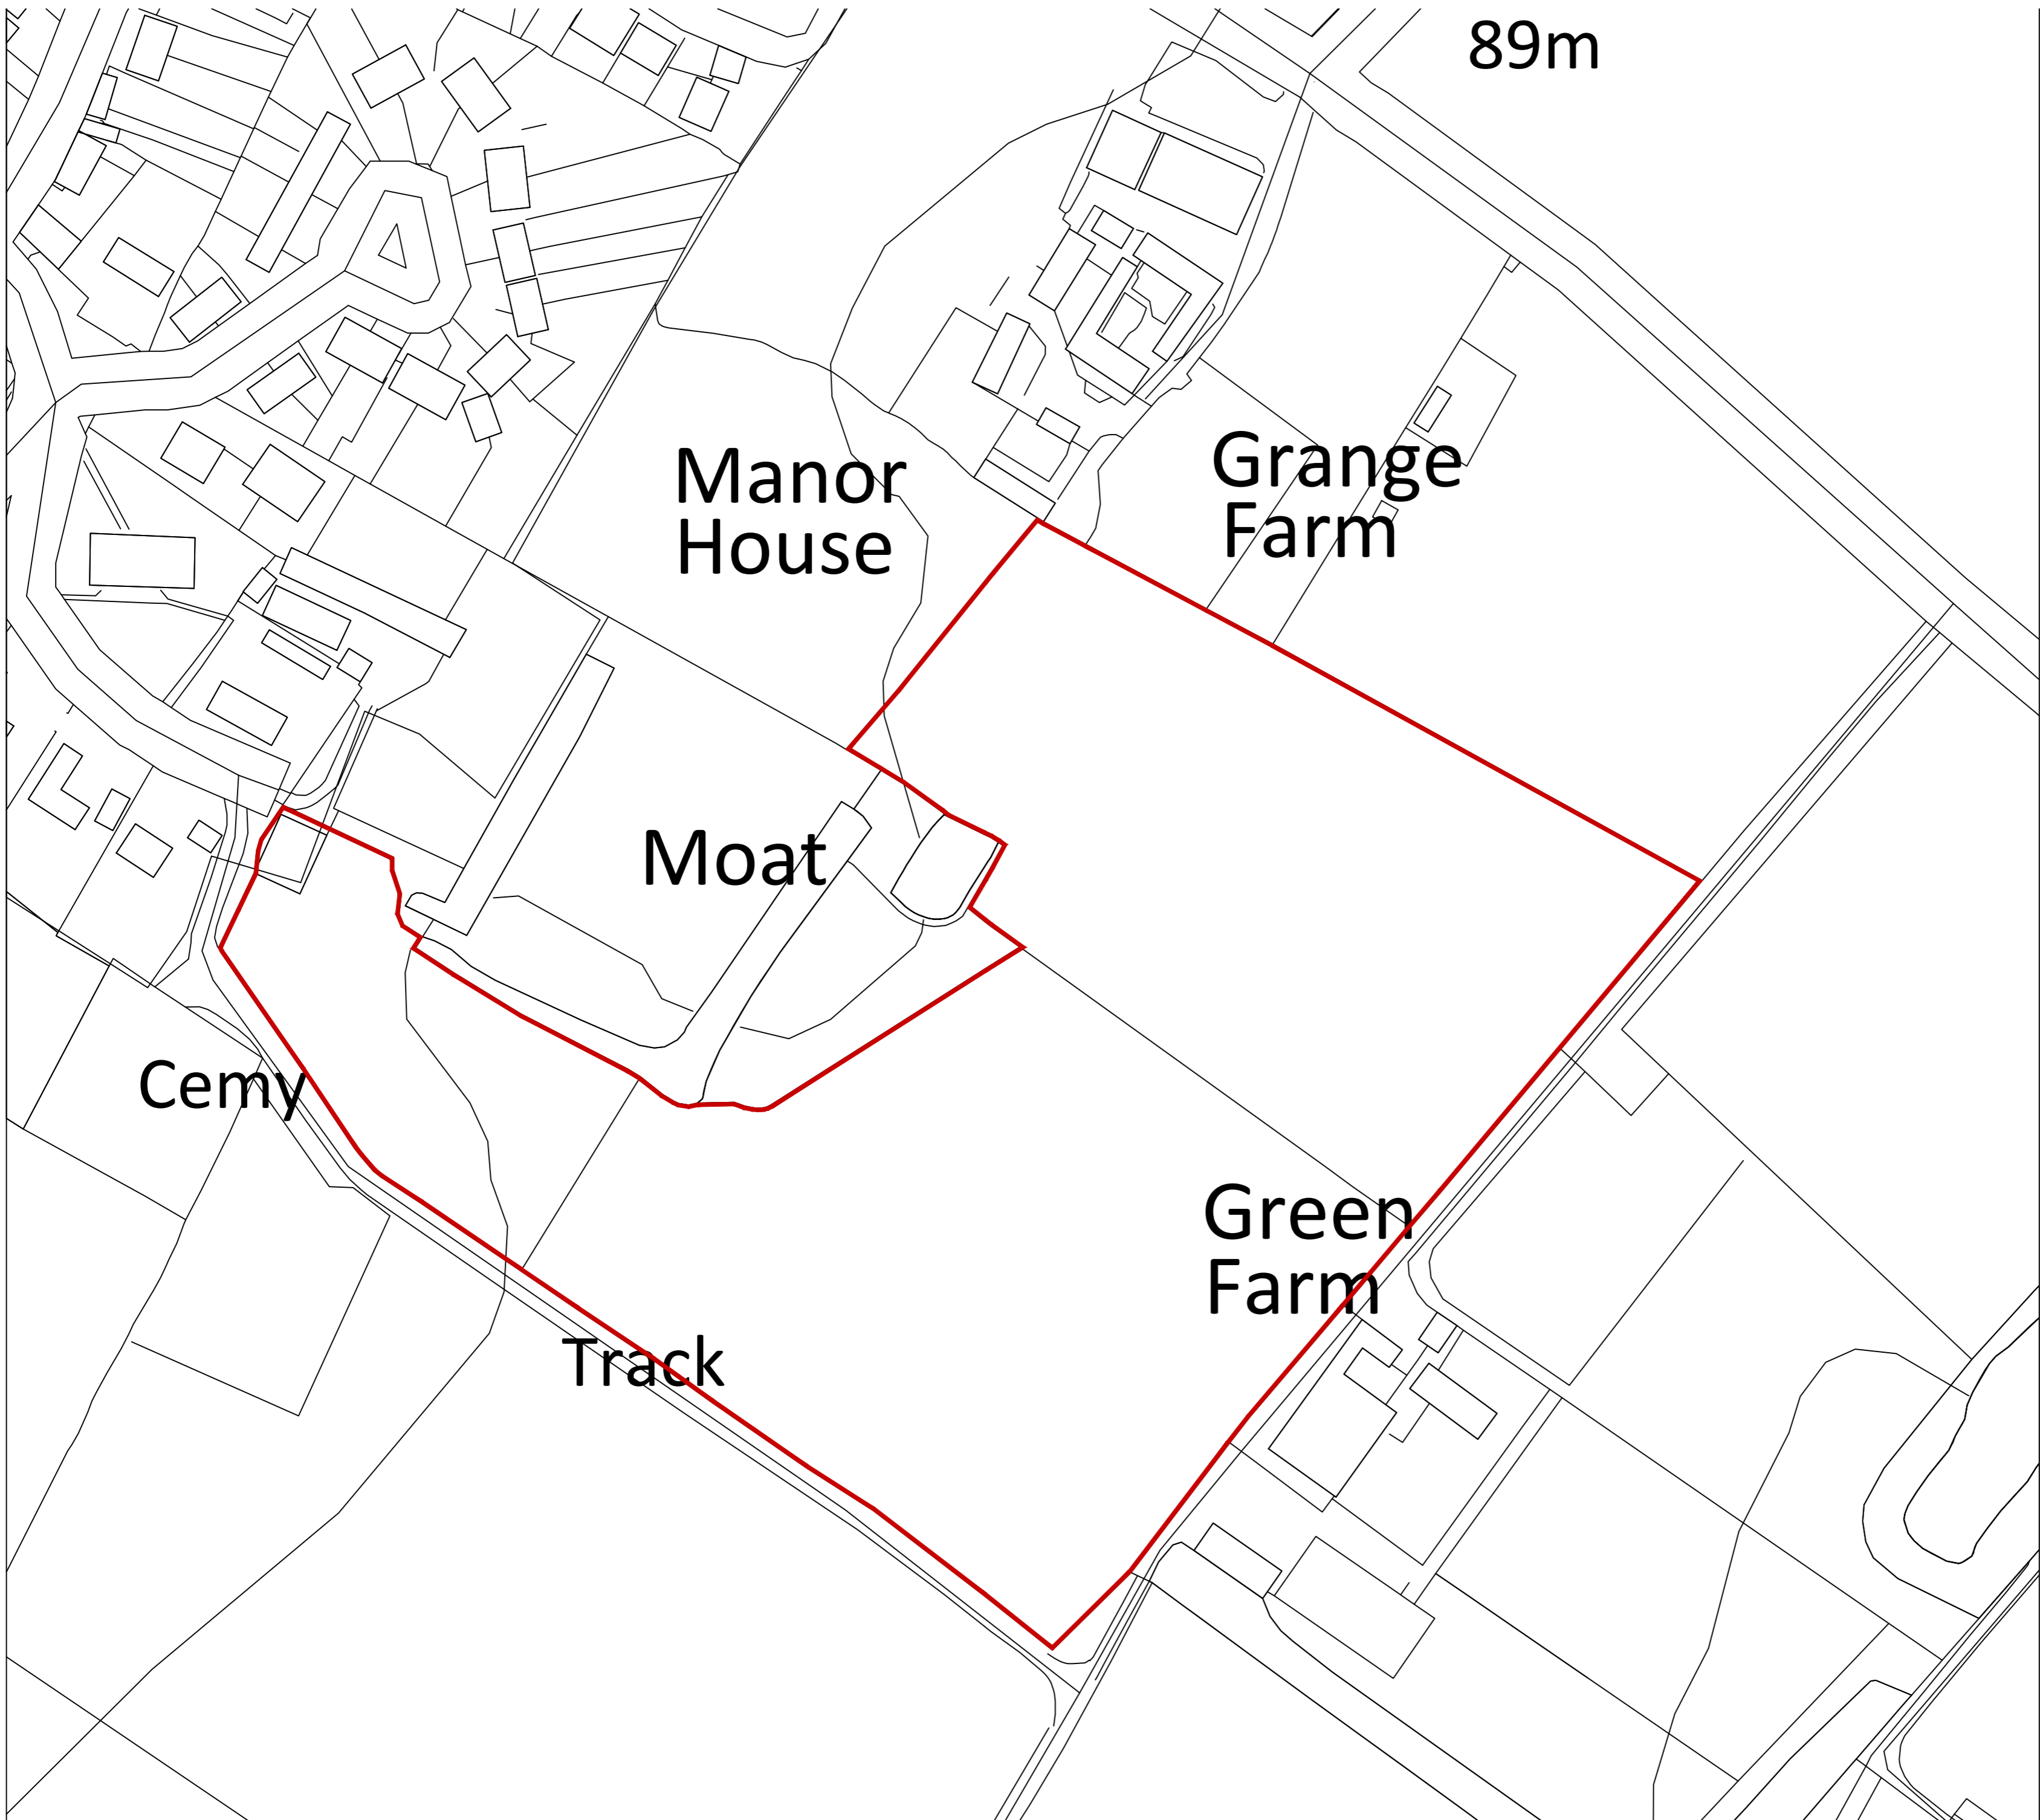 89m
Manor
House
Grange
Farm
Moat
Cemy
Green
Farm
Track